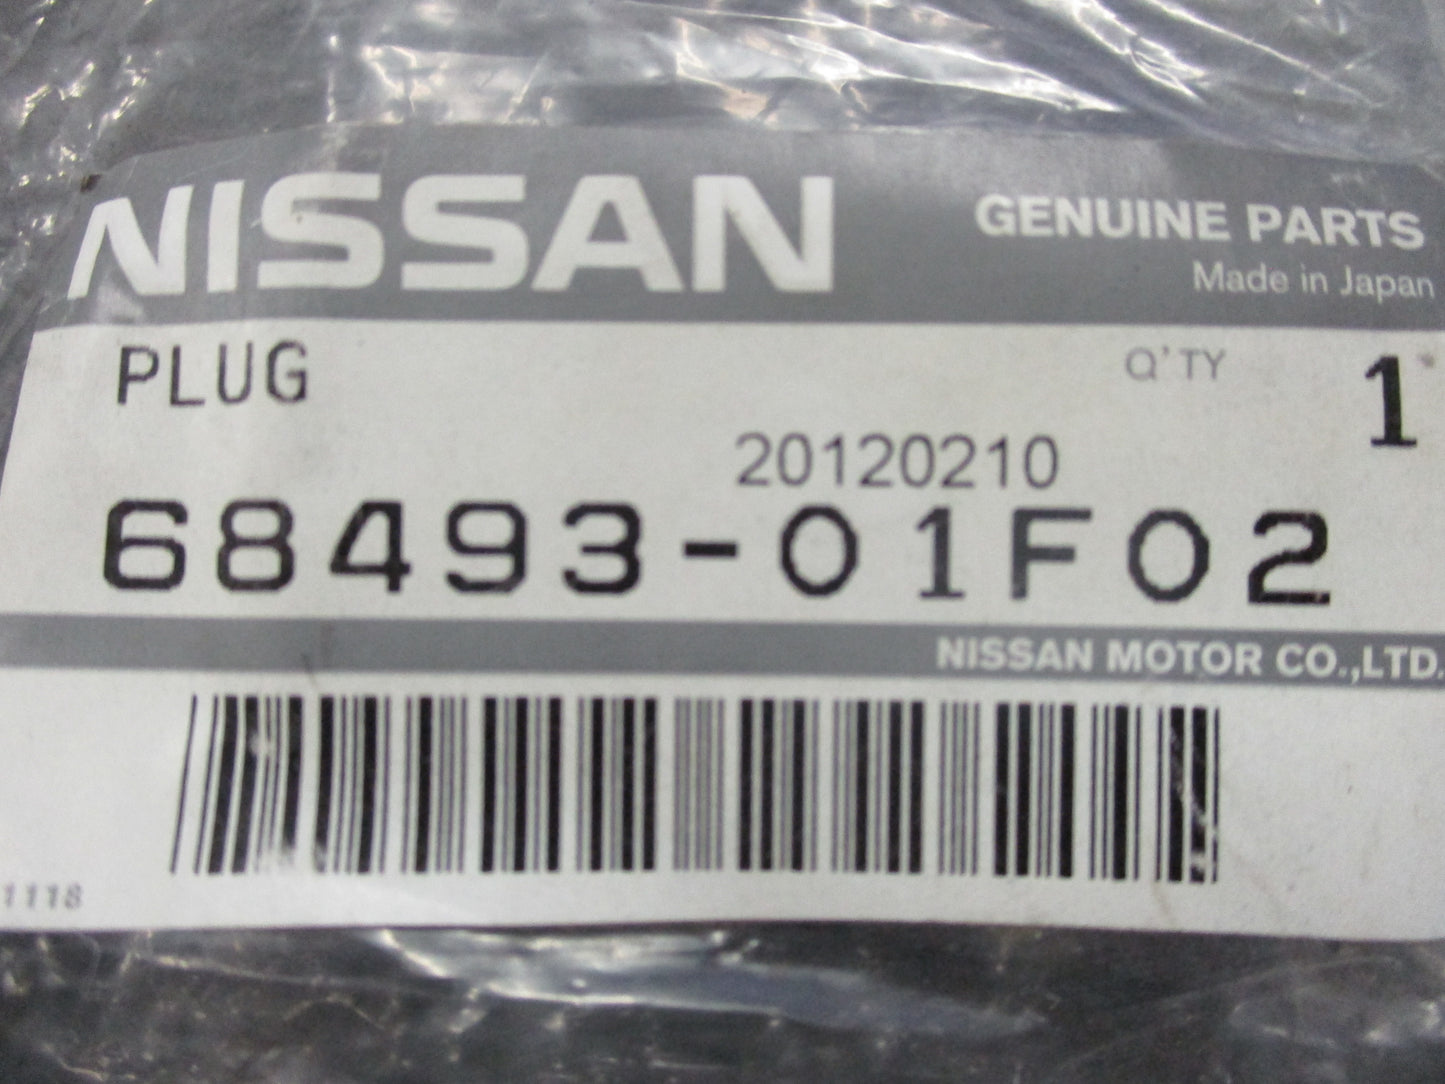 NISSAN
GENUINE PARTS
Made in Japan
PLUG
Q'TY 1
20120210
68493-01F02
NISSAN MOTOR CO.,LTD.
1118